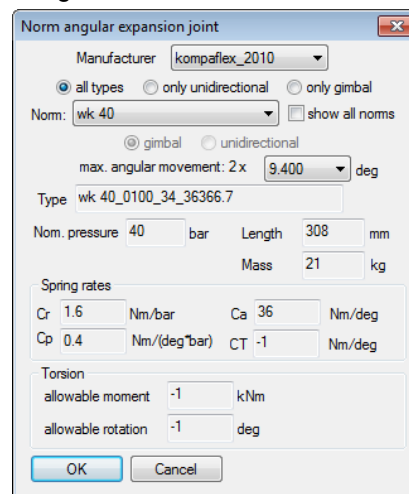 Norm angular expansion joint
Manufacturer kompaflex_2010
all types only unidirectional only gimbal
Norm: wk 40 show all norms
gimbal unidirectional
max. angular movement: 2 x 9.400 deg
Type wk 40_0100_34_36366.7
Nom. pressure 40 bar Length 308 mm
Mass 21 kg
Spring rates
Cr 1.6 Nm/bar Ca 36 Nm/deg
Cp 0.4 Nm/(deg*bar) CT -1 Nm/deg
Torsion
allowable moment -1 kNm
allowable rotation -1 deg
OK Cancel